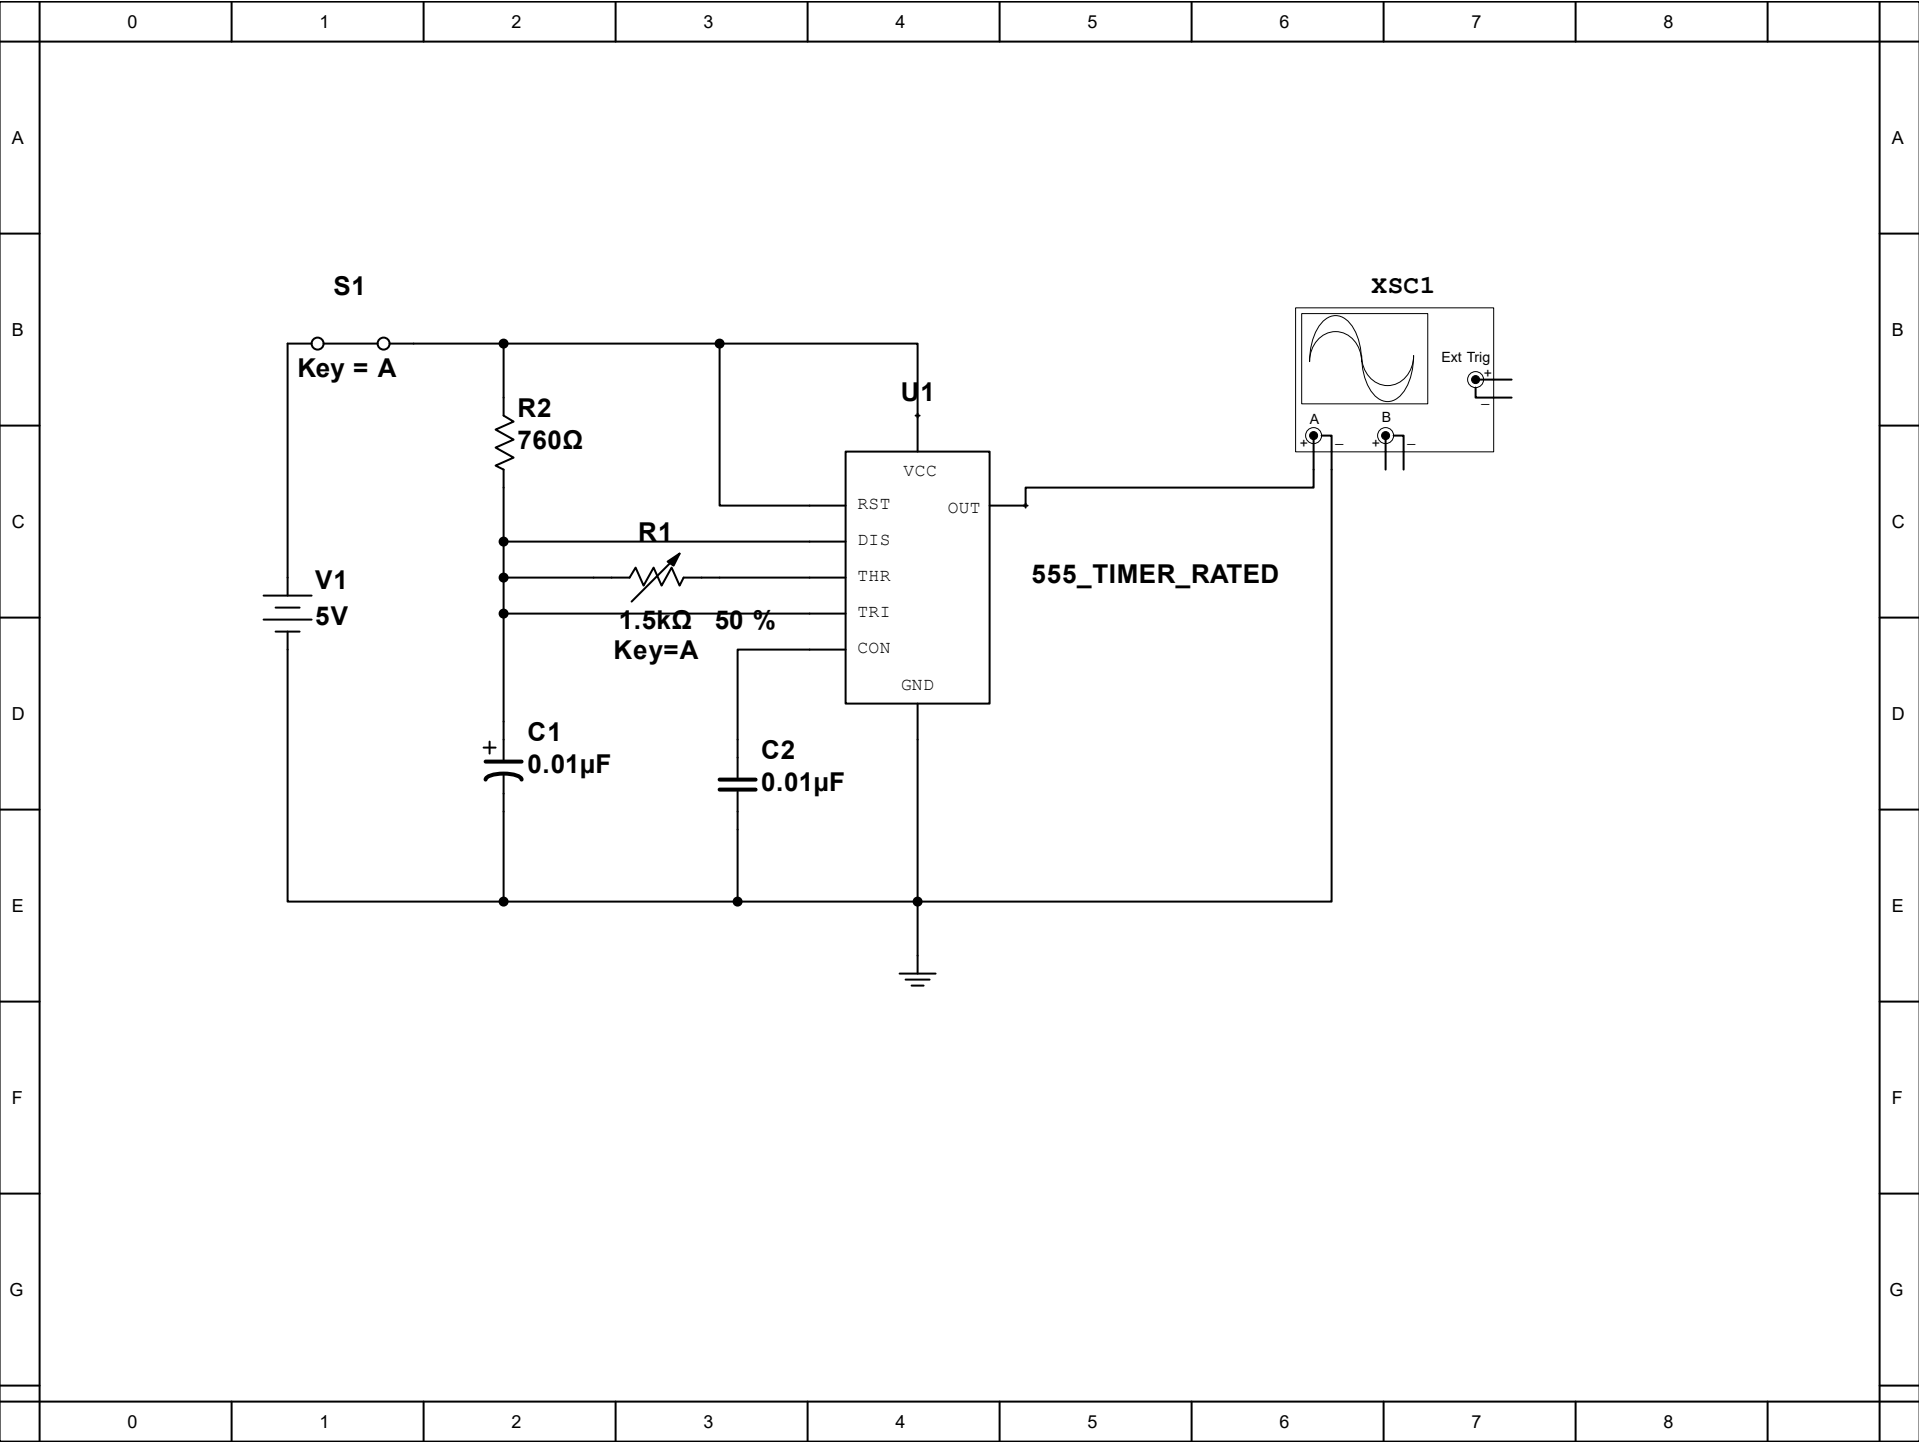 0 1 2 3 4 5 6 7 8
A A
S1
XSC1
B B
Key = A
Ext Trig
+
_
U1
R2
760Ω
A B
+ _ + _
VCC
RST
OUT
C C
R1
DIS
THR
555_TIMER_RATED
V1
5V
TRI
1.5kΩ 50 %
Key=A
CON
GND
D D
C1
+
0.01µF
C2
0.01µF
E E
F F
G G
0 1 2 3 4 5 6 7 8